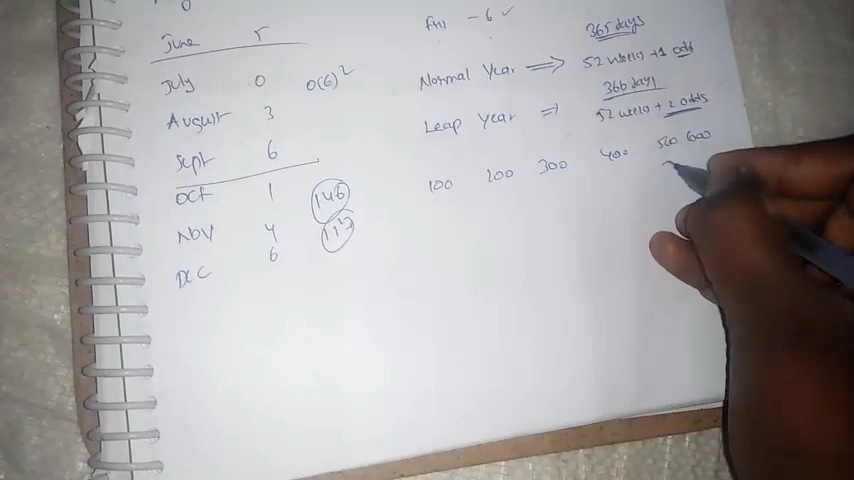 June 5
July 0 0(6)²
August 3
Sept 6
Oct 1 146
Nov 4
Dec 6
Fri - 6 ✓
365 days
Normal Year ⟹ 52 weeks + 1 odd
366 days
Leap Year ⟹ 52 weeks + 2 odds
100 200 300 400 500 600